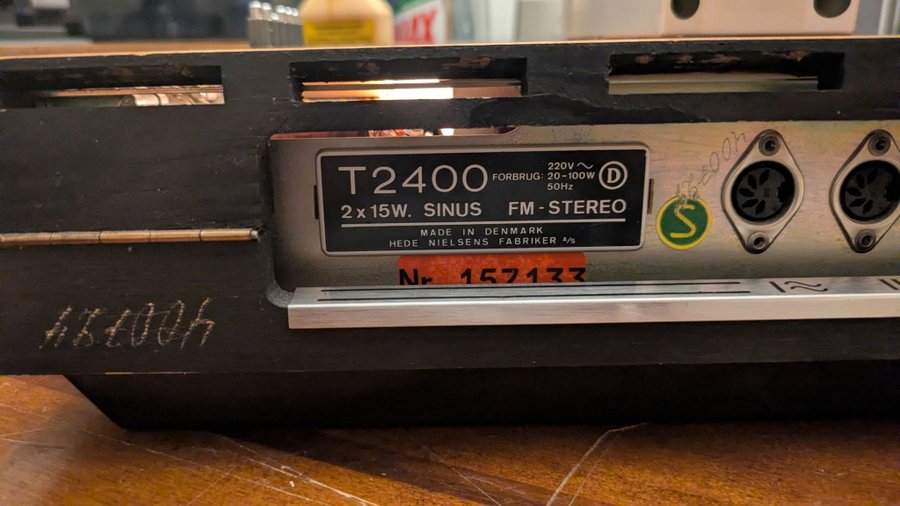 T2400
FORBRUG:
220V ~
20-100W
50Hz
D
2 x 15W. SINUS FM-STEREO
MADE IN DENMARK
HEDE NIELSENS FABRIKER A/s
S
Nr. 157133